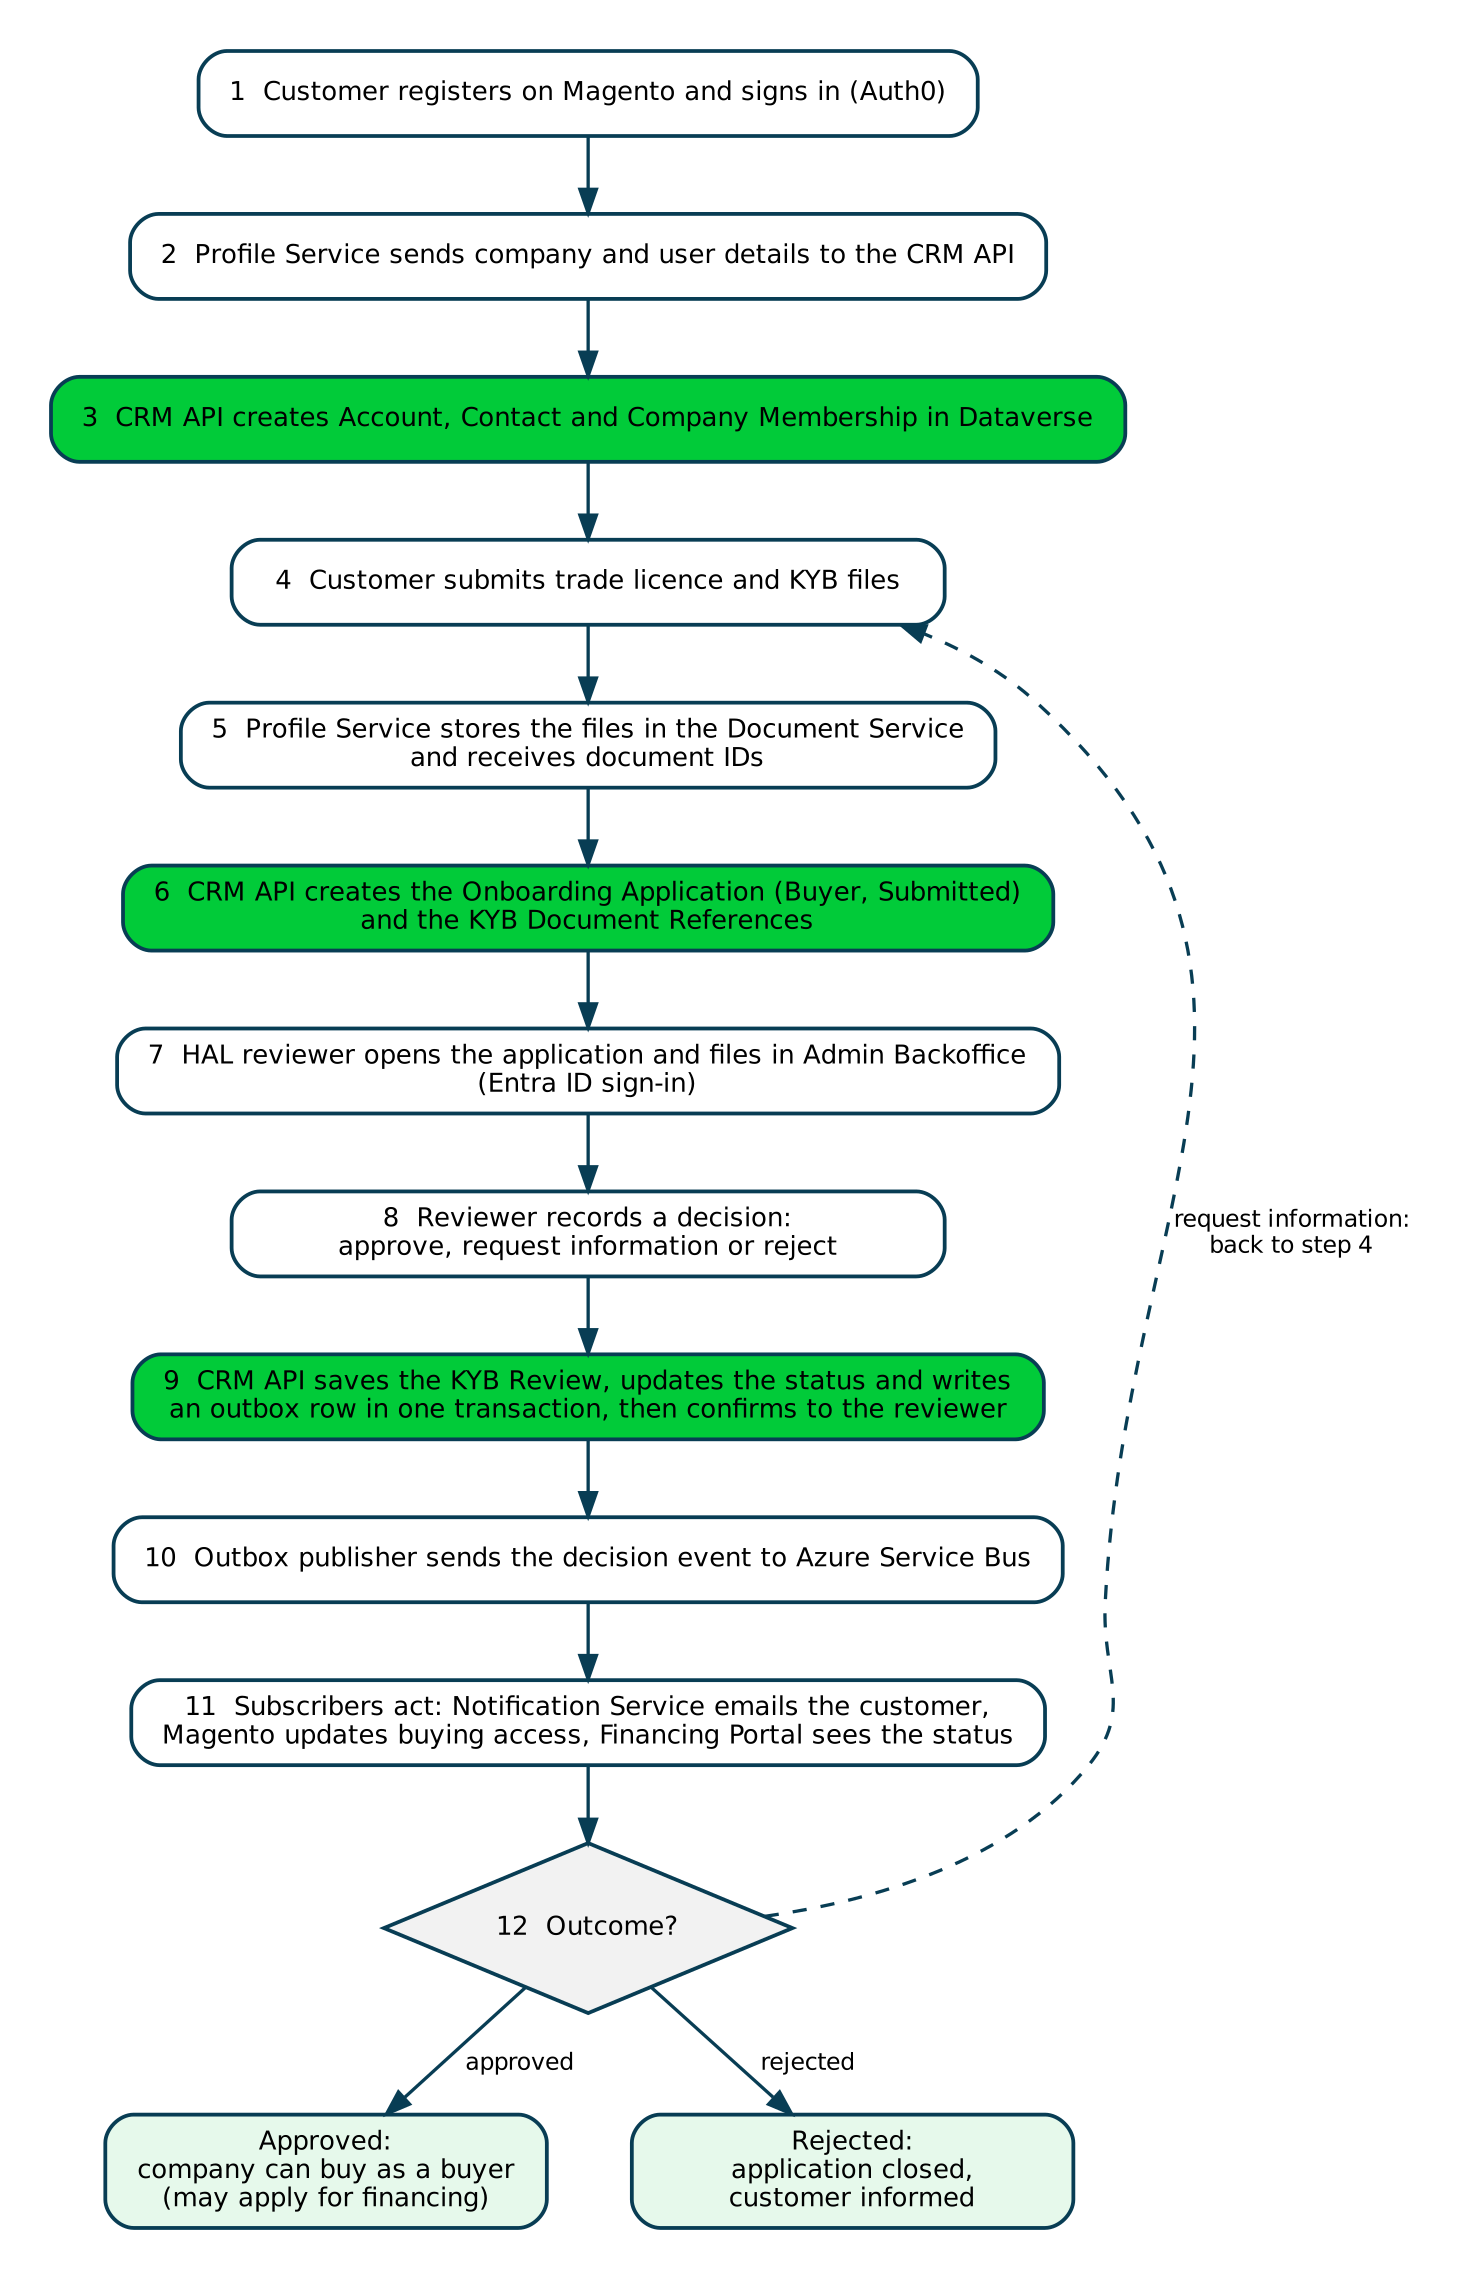 1  Customer registers on Magento and signs in (Auth0)
2  Profile Service sends company and user details to the CRM API
3  CRM API creates Account, Contact and Company Membership in Dataverse
4  Customer submits trade licence and KYB files
5  Profile Service stores the files in the Document Service
and receives document IDs
6  CRM API creates the Onboarding Application (Buyer, Submitted)
and the KYB Document References
7  HAL reviewer opens the application and files in Admin Backoffice
(Entra ID sign-in)
8  Reviewer records a decision:
approve, request information or reject
request information:
back to step 4
9  CRM API saves the KYB Review, updates the status and writes
an outbox row in one transaction, then confirms to the reviewer
10  Outbox publisher sends the decision event to Azure Service Bus
11  Subscribers act: Notification Service emails the customer,
Magento updates buying access, Financing Portal sees the status
12  Outcome?
approved
rejected
Approved:
company can buy as a buyer
(may apply for financing)
Rejected:
application closed,
customer informed